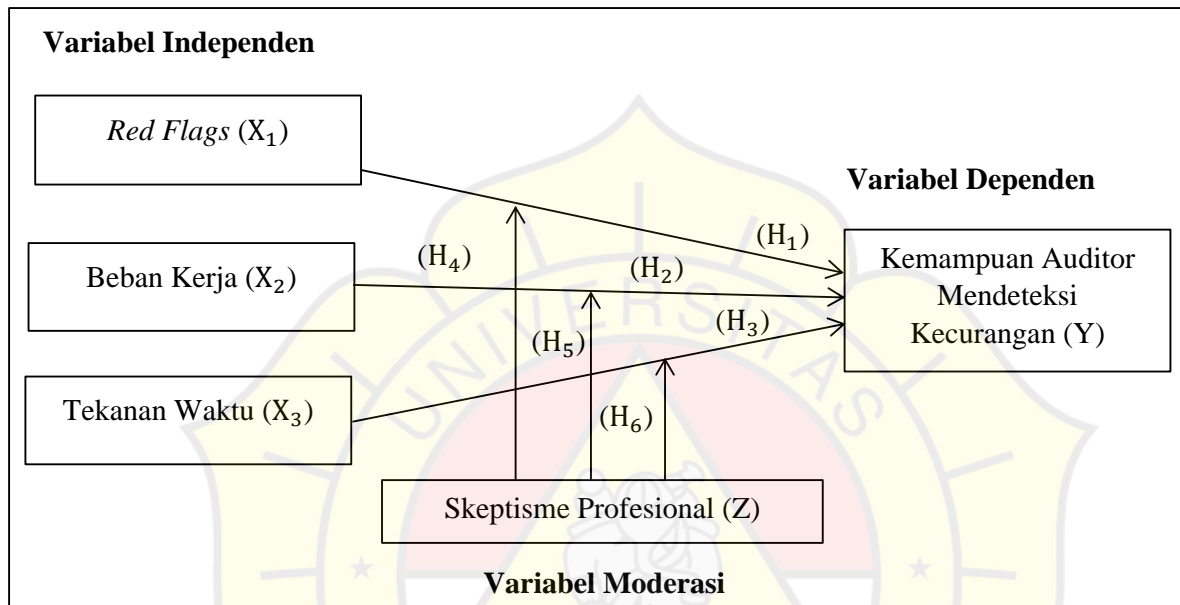 Variabel Independen
Red Flags (X₁)
Variabel Dependen
(H₁)
(H₄)
(H₂)
Beban Kerja (X₂)
Kemampuan Auditor
Mendeteksi
Kecurangan (Y)
(H₃)
(H₅)
Tekanan Waktu (X₃)
(H₆)
Skeptisme Profesional (Z)
Variabel Moderasi
UNIVERSITAS